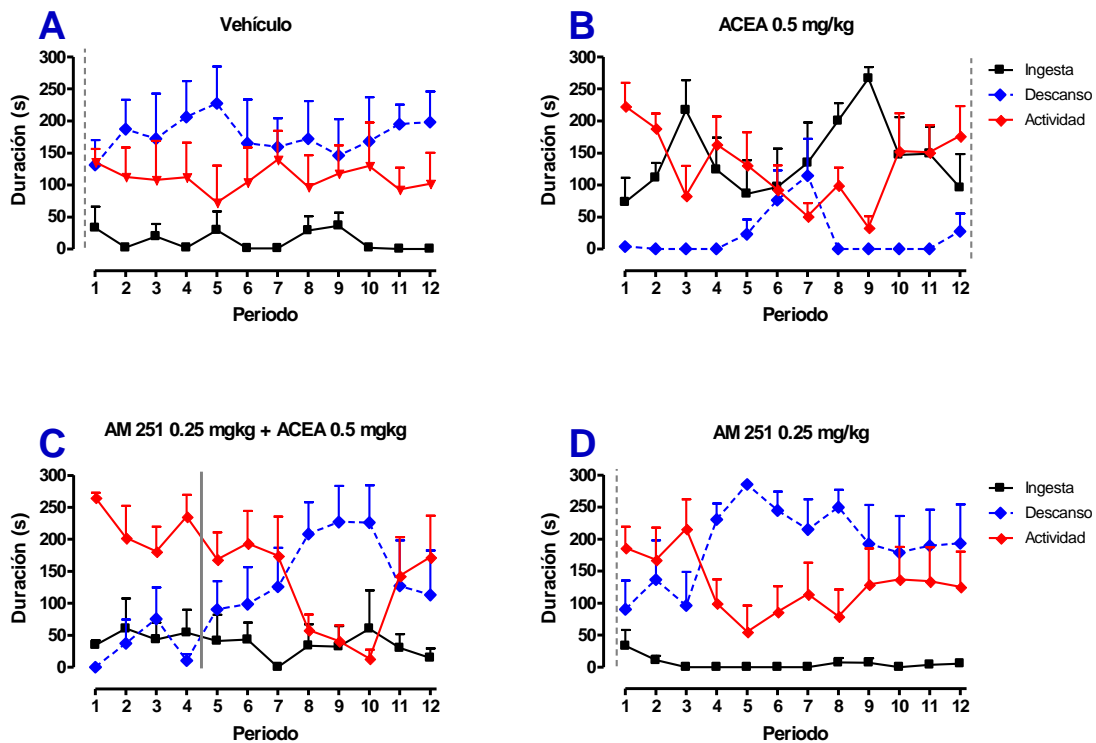 A
Vehículo
Duración (s)
300
250
200
150
100
50
0
1 2 3 4 5 6 7 8 9 10 11 12
Periodo
B
ACEA 0.5 mg/kg
Duración (s)
300
250
200
150
100
50
0
1 2 3 4 5 6 7 8 9 10 11 12
Periodo
Ingesta
Descanso
Actividad
C
AM 251 0.25 mgkg + ACEA 0.5 mgkg
Duración (s)
300
250
200
150
100
50
0
1 2 3 4 5 6 7 8 9 10 11 12
Periodo
D
AM 251 0.25 mg/kg
Duración (s)
300
250
200
150
100
50
0
1 2 3 4 5 6 7 8 9 10 11 12
Periodo
Ingesta
Descanso
Actividad